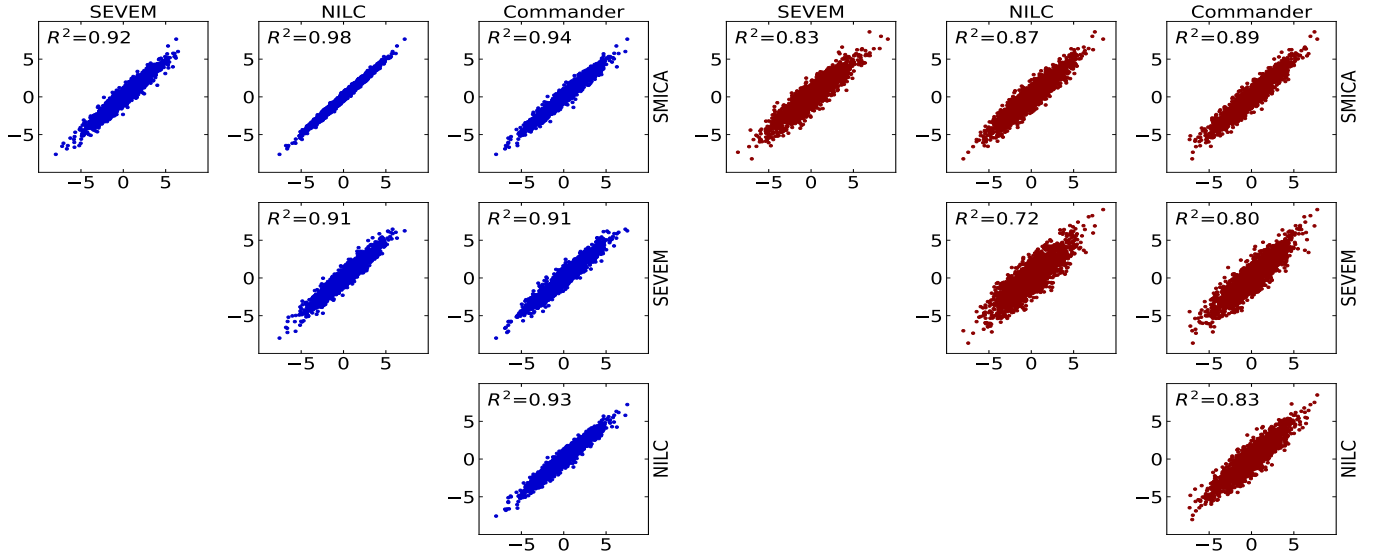 SEVEM NILC Commander SEVEM NILC Commander
R²=0.92 R²=0.98 R²=0.94 R²=0.83 R²=0.87 R²=0.89
5 5 5 5 5 5
0 0 0 0 0 0
−5 −5 −5 −5 −5 −5
SMICA SMICA
−5 0 5 −5 0 5 −5 0 5 −5 0 5 −5 0 5 −5 0 5
R²=0.91 R²=0.91 R²=0.72 R²=0.80
5 5 5 5
0 0 0 0
−5 −5 −5 −5
SEVEM SEVEM
−5 0 5 −5 0 5 −5 0 5 −5 0 5
R²=0.93 R²=0.83
5 5
0 0
−5 −5
NILC NILC
−5 0 5 −5 0 5